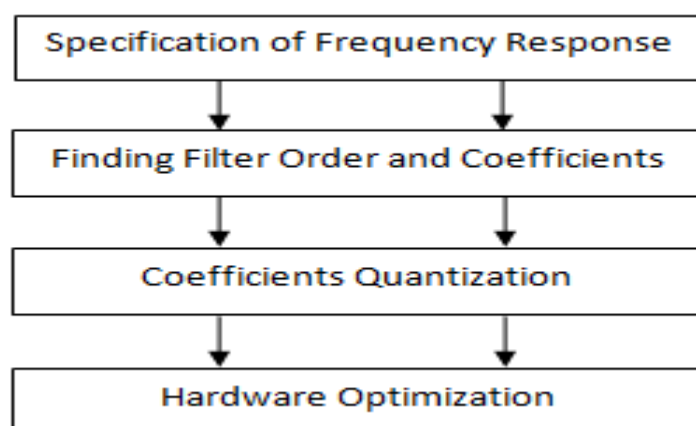 Specification of Frequency Response
Finding Filter Order and Coefficients
Coefficients Quantization
Hardware Optimization